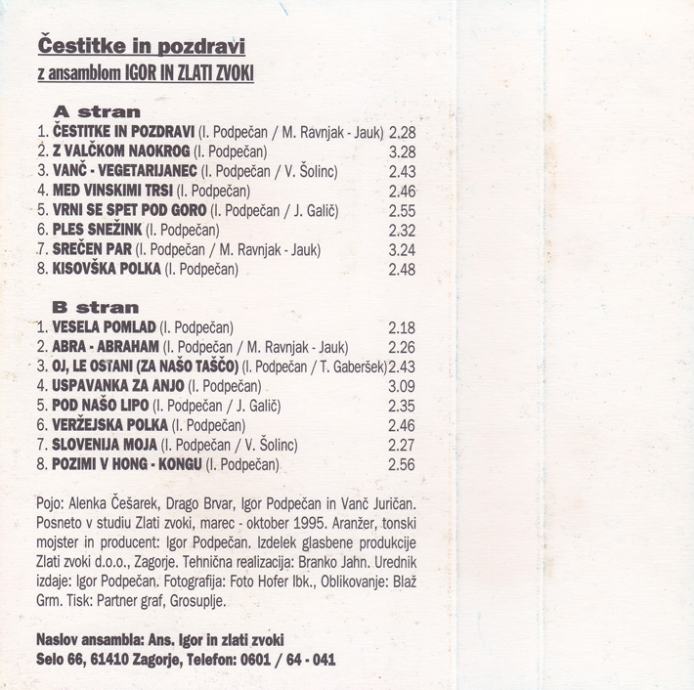 Čestitke in pozdravi
z ansamblom IGOR IN ZLATI ZVOKI
A stran
1. ČESTITKE IN POZDRAVI (I. Podpečan / M. Ravnjak - Jauk) 2.28
2. Z VALČKOM NAOKROG (I. Podpečan) 3.28
3. VANČ - VEGETARIJANEC (I. Podpečan / V. Šolinc) 2.43
4. MED VINSKIMI TRSI (I. Podpečan) 2.46
5. VRNI SE SPET POD GORO (I. Podpečan / J. Galič) 2.55
6. PLES SNEŽINK (I. Podpečan) 2.32
7. SREČEN PAR (I. Podpečan / M. Ravnjak - Jauk) 3.24
8. KISOVŠKA POLKA (I. Podpečan) 2.48
B stran
1. VESELA POMLAD (I. Podpečan) 2.18
2. ABRA - ABRAHAM (I. Podpečan / M. Ravnjak - Jauk) 2.26
3. OJ, LE OSTANI (ZA NAŠO TAŠČO) (I. Podpečan / T. Gaberšek) 2.43
4. USPAVANKA ZA ANJO (I. Podpečan) 3.09
5. POD NAŠO LIPO (I. Podpečan / J. Galič) 2.35
6. VERŽEJSKA POLKA (I. Podpečan) 2.46
7. SLOVENIJA MOJA (I. Podpečan / V. Šolinc) 2.27
8. POZIMI V HONG - KONGU (I. Podpečan) 2.56
Pojo: Alenka Češarek, Drago Brvar, Igor Podpečan in Vanč Juričan.
Posneto v studiu Zlati zvoki, marec - oktober 1995. Aranžer, tonski
mojster in producent: Igor Podpečan. Izdelek glasbene produkcije
Zlati zvoki d.o.o., Zagorje. Tehnična realizacija: Branko Jahn. Urednik
izdaje: Igor Podpečan. Fotografija: Foto Hofer Ibk., Oblikovanje: Blaž
Grm. Tisk: Partner graf, Grosuplje.
Naslov ansambla: Ans. Igor in zlati zvoki
Selo 66, 61410 Zagorje, Telefon: 0601 / 64 - 041